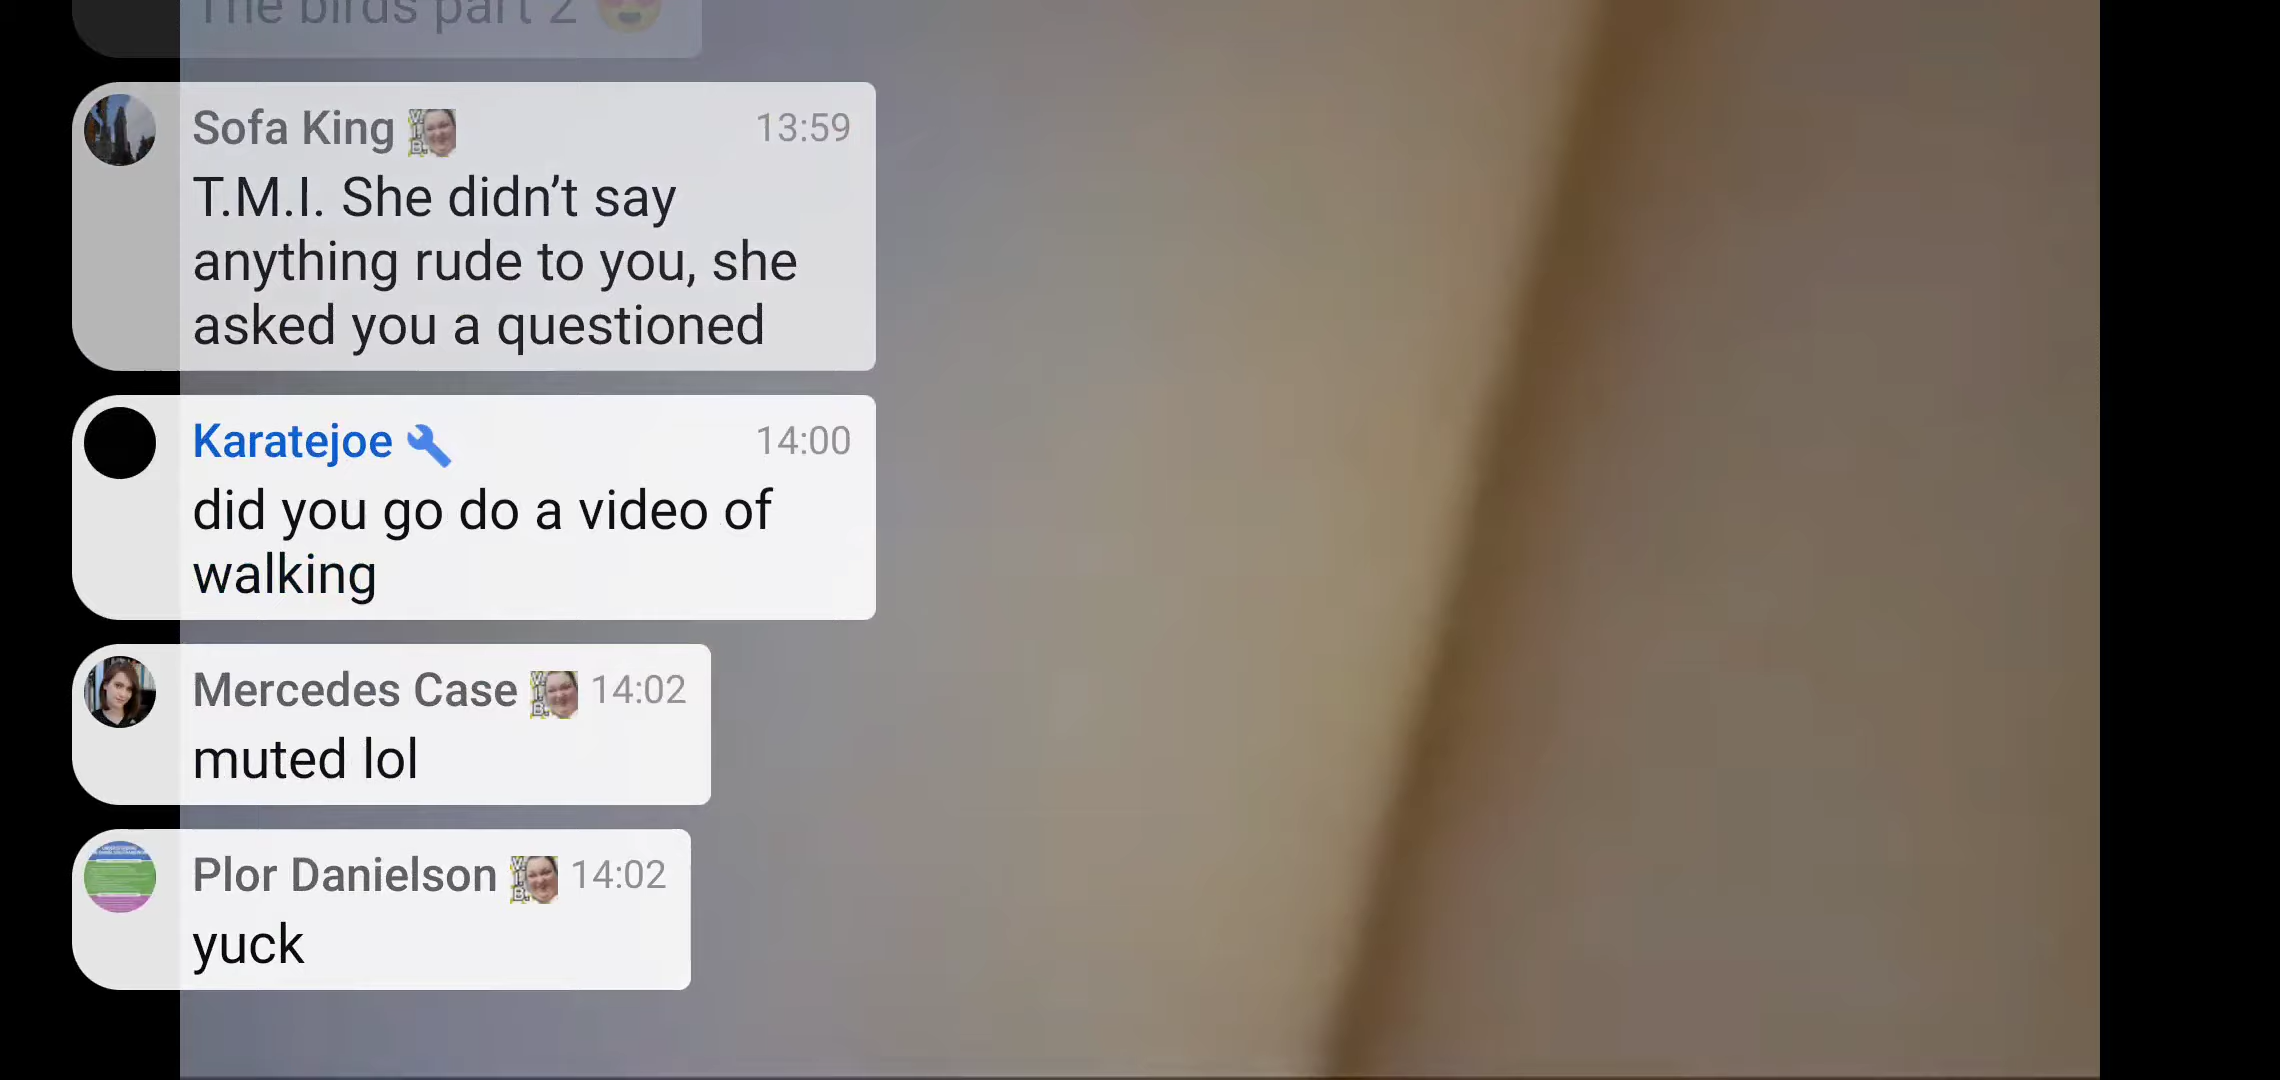 The birds part 2 😍
Sofa King 13:59
T.M.I. She didn’t say
anything rude to you, she
asked you a questioned
Karatejoe 14:00
did you go do a video of
walking
Mercedes Case 14:02
muted lol
Plor Danielson 14:02
yuck